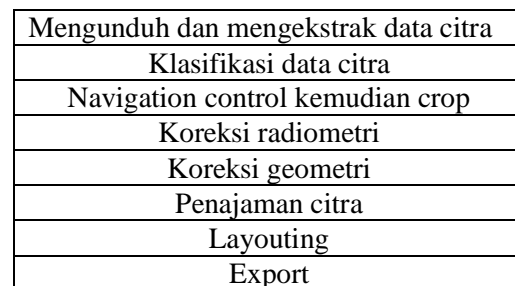 Mengunduh dan mengekstrak data citra
Klasifikasi data citra
Navigation control kemudian crop
Koreksi radiometri
Koreksi geometri
Penajaman citra
Layouting
Export